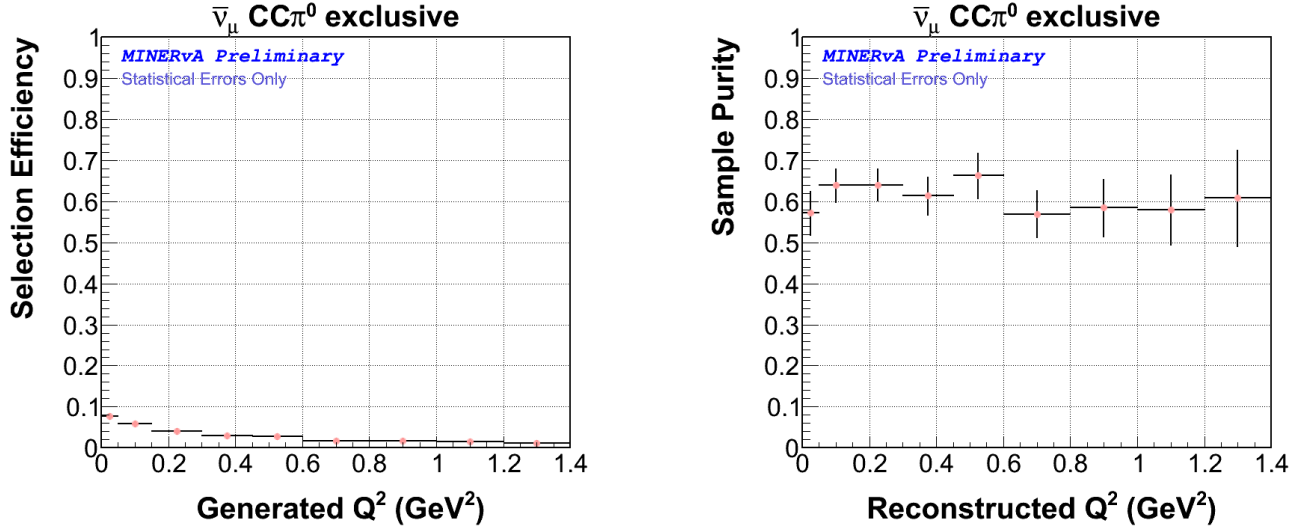 ν̅μ CCπ⁰ exclusive
MINERvA Preliminary
Statistical Errors Only
Selection Efficiency
1
0.9
0.8
0.7
0.6
0.5
0.4
0.3
0.2
0.1
0
0 0.2 0.4 0.6 0.8 1 1.2 1.4
Generated Q² (GeV²)
ν̅μ CCπ⁰ exclusive
MINERvA Preliminary
Statistical Errors Only
Sample Purity
1
0.9
0.8
0.7
0.6
0.5
0.4
0.3
0.2
0.1
0
0 0.2 0.4 0.6 0.8 1 1.2 1.4
Reconstructed Q² (GeV²)